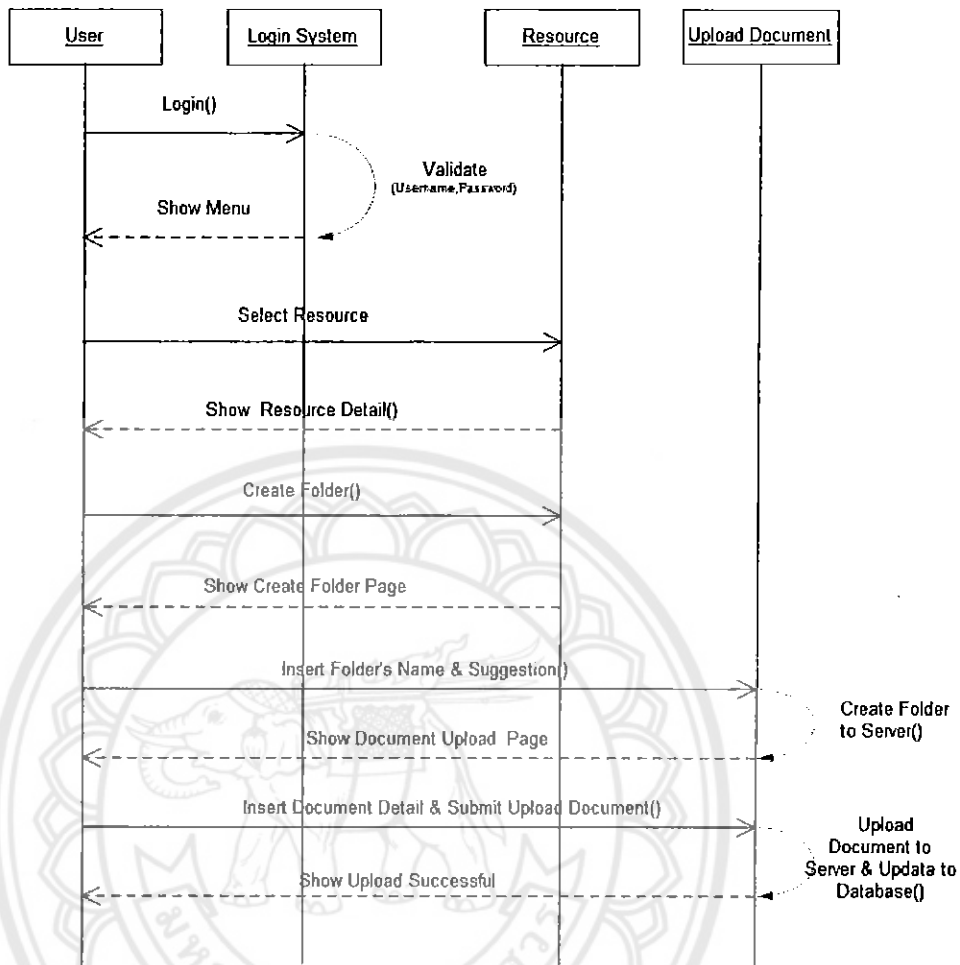 User
Login System
Resource
Upload Document
Login()
Validate
(Username,Password)
Show Menu
Select Resource
Show Resource Detail()
Create Folder()
Show Create Folder Page
Insert Folder's Name & Suggestion()
Create Folder
to Server()
Show Document Upload Page
Insert Document Detail & Submit Upload Document()
Upload
Document to
Server & Updata to
Database()
Show Upload Successful